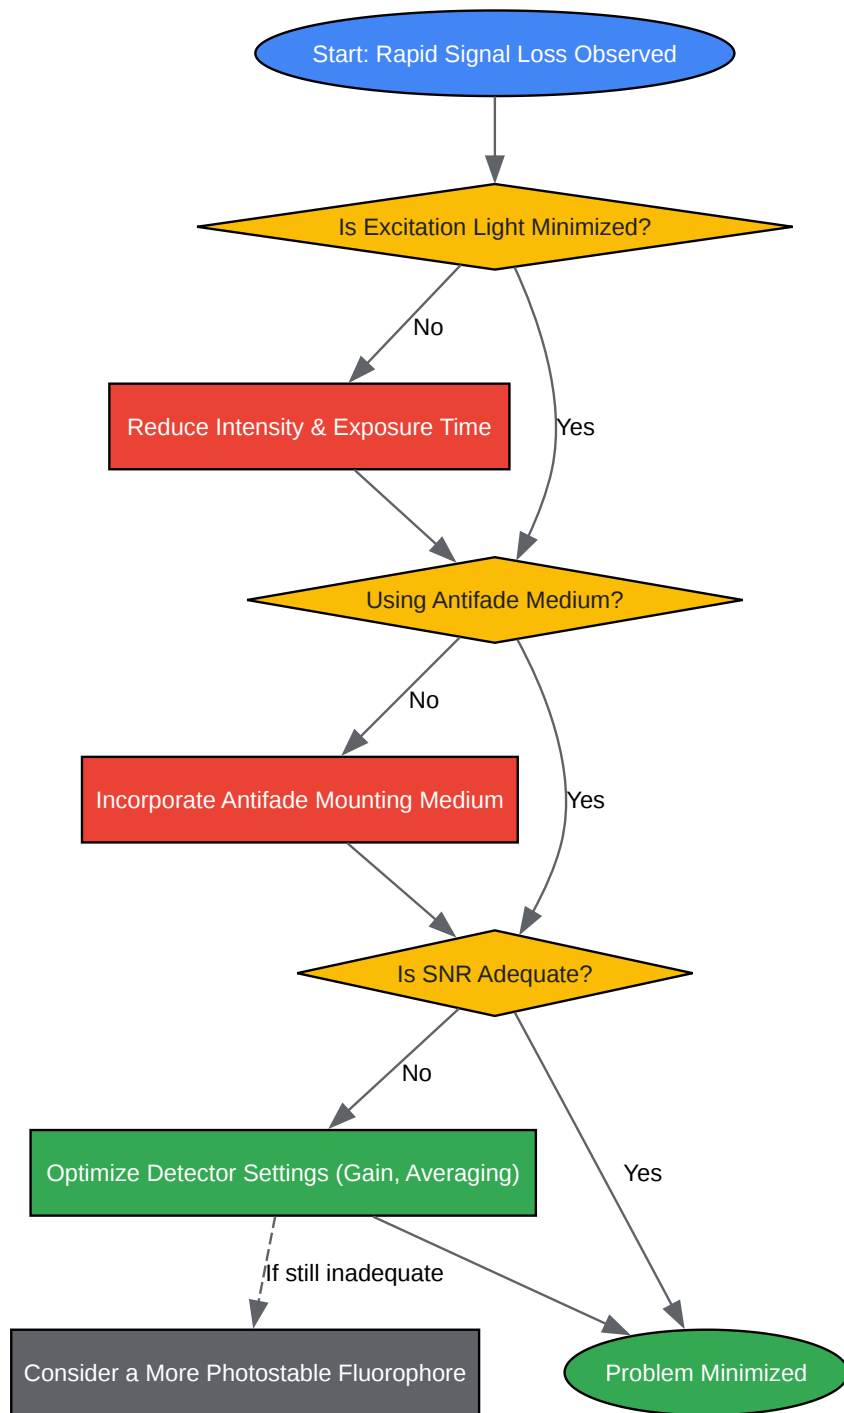 Start: Rapid Signal Loss Observed
Is Excitation Light Minimized?
No
Reduce Intensity & Exposure Time
Yes
Using Antifade Medium?
No
Incorporate Antifade Mounting Medium
Yes
Is SNR Adequate?
No
Optimize Detector Settings (Gain, Averaging)
Yes
If still inadequate
Consider a More Photostable Fluorophore
Problem Minimized